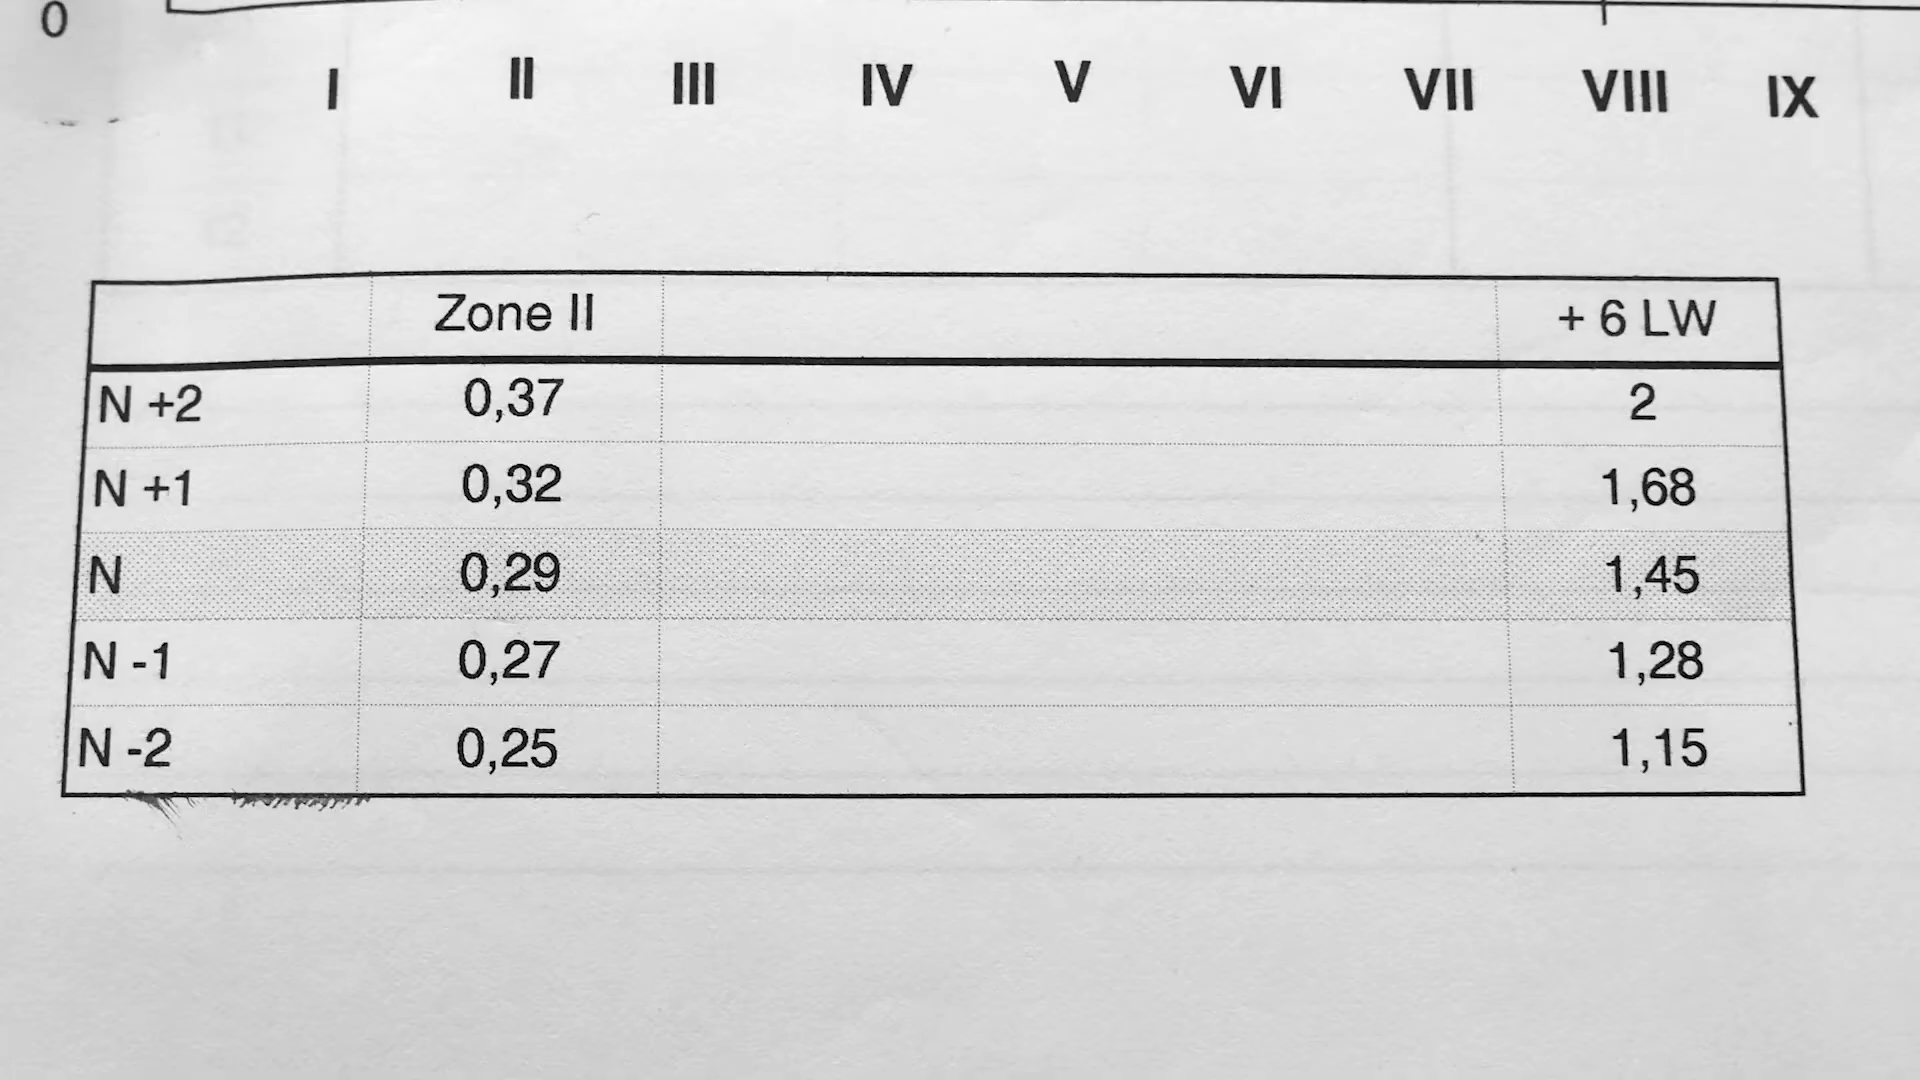 0
I II III IV V VI VII VIII IX
Zone II + 6 LW
N +2 0,37 2
N +1 0,32 1,68
N 0,29 1,45
N -1 0,27 1,28
N -2 0,25 1,15